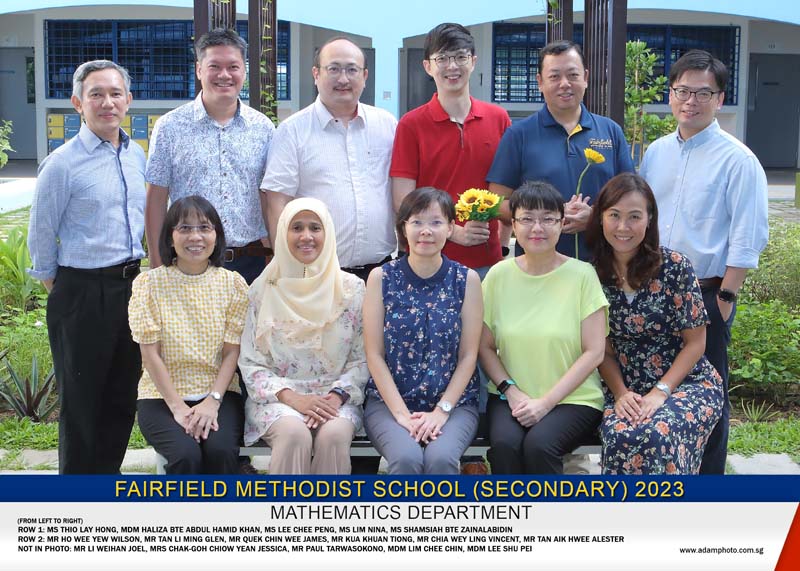 Fairfield
FAIRFIELD METHODIST SCHOOL (SECONDARY) 2023
MATHEMATICS DEPARTMENT
(FROM LEFT TO RIGHT)
ROW 1: MS THIO LAY HONG, MDM HALIZA BTE ABDUL HAMID KHAN, MS LEE CHEE PENG, MS LIM NINA, MS SHAMSIAH BTE ZAINALABIDIN
ROW 2: MR HO WEE YEW WILSON, MR TAN LI MING GLEN, MR QUEK CHIN WEE JAMES, MR KUA KHUAN TIONG, MR CHIA WEY LING VINCENT, MR TAN AIK HWEE ALESTER
NOT IN PHOTO: MR LI WEIHAN JOEL, MRS CHAK-GOH CHIOW YEAN JESSICA, MR PAUL TARWASOKONO, MDM LIM CHEE CHIN, MDM LEE SHU PEI
www.adamphoto.com.sg